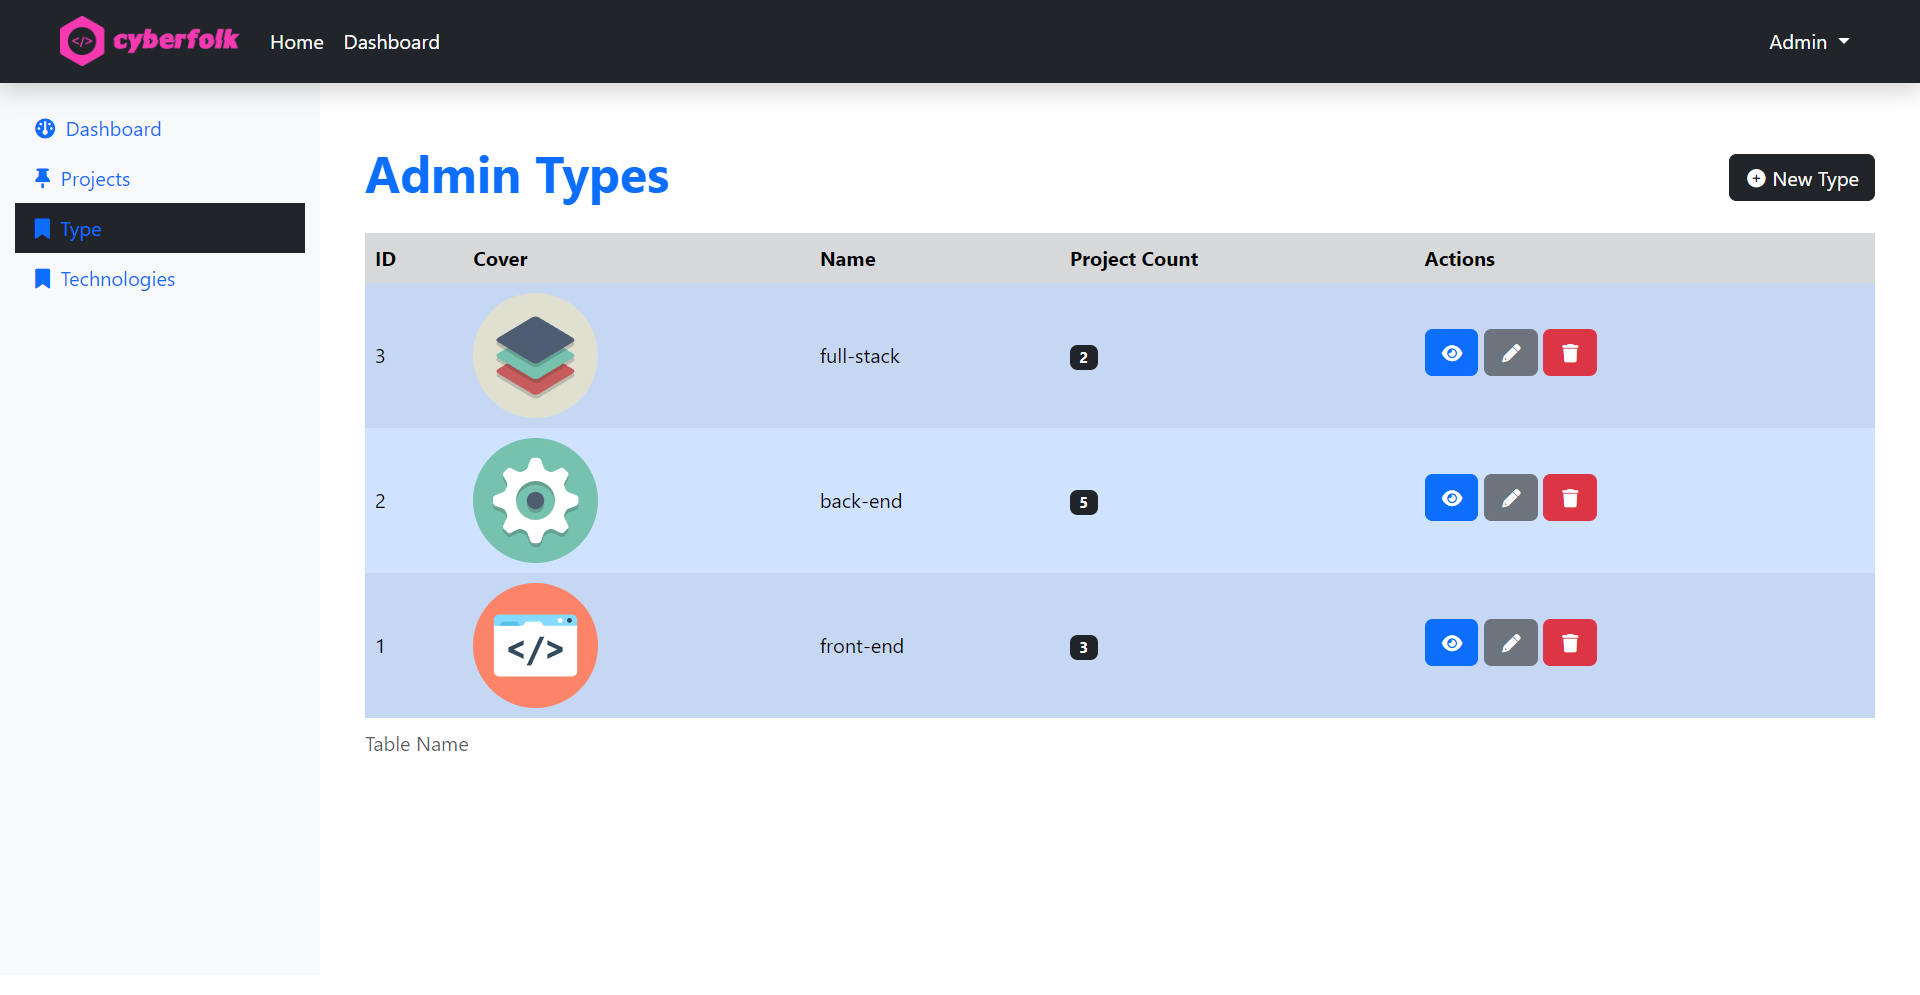 </> cyberfolk Home Dashboard Admin
Dashboard
Projects
Type
Technologies
Admin Types
New Type
ID Cover Name Project Count Actions
3 full-stack 2
2 back-end 5
1 </> front-end 3
Table Name